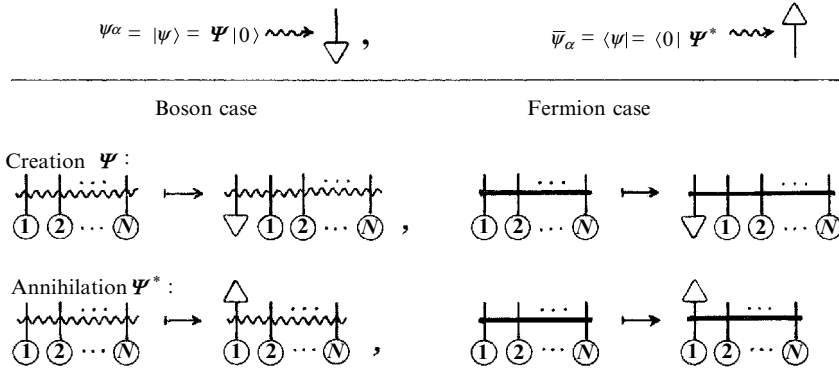 ψα = |ψ⟩ = Ψ|0⟩ , ψ̅α = ⟨ψ| = ⟨0| Ψ*
Boson case Fermion case
Creation Ψ :
... ... ... ...
1 2 ... N 1 2 ... N , 1 2 ... N 1 2 ... N
Annihilation Ψ* :
... ... ... ...
1 2 ... N 1 2 ... N , 1 2 ... N 1 2 ... N